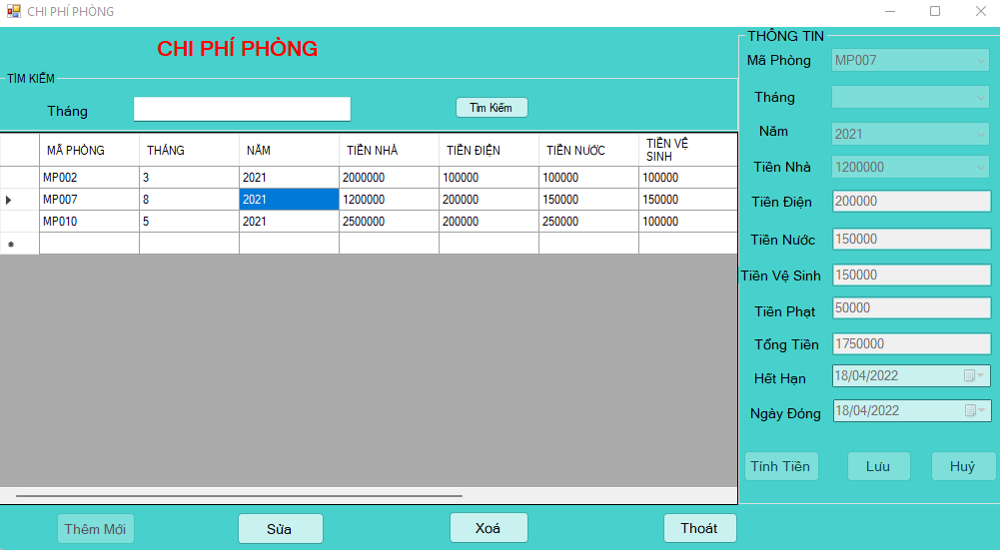 CHI PHÍ PHÒNG
CHI PHÍ PHÒNG
TÌM KIẾM
Tháng
Tìm Kiếm
MÃ PHÒNG THÁNG NĂM TIỀN NHÀ TIỀN ĐIỆN TIỀN NƯỚC TIỀN VỆ SINH
MP002 3 2021 2000000 100000 100000 100000
MP007 8 2021 1200000 200000 150000 150000
MP010 5 2021 2500000 200000 250000 100000
THÔNG TIN
Mã Phòng MP007
Tháng
Năm 2021
Tiền Nhà 1200000
Tiền Điện 200000
Tiền Nước 150000
Tiền Vệ Sinh 150000
Tiền Phạt 50000
Tổng Tiền 1750000
Hết Hạn 18/04/2022
Ngày Đóng 18/04/2022
Tính Tiền Lưu Huỷ
Thêm Mới Sửa Xoá Thoát